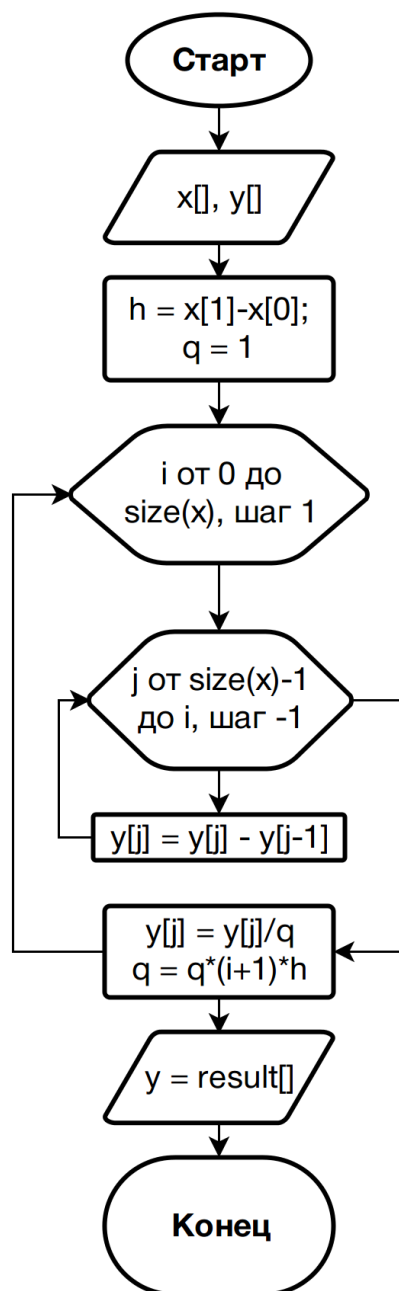 Старт
x[], y[]
h = x[1]-x[0];
q = 1
i от 0 до
size(x), шаг 1
j от size(x)-1
до i, шаг -1
y[j] = y[j] - y[j-1]
y[j] = y[j]/q
q = q*(i+1)*h
y = result[]
Конец